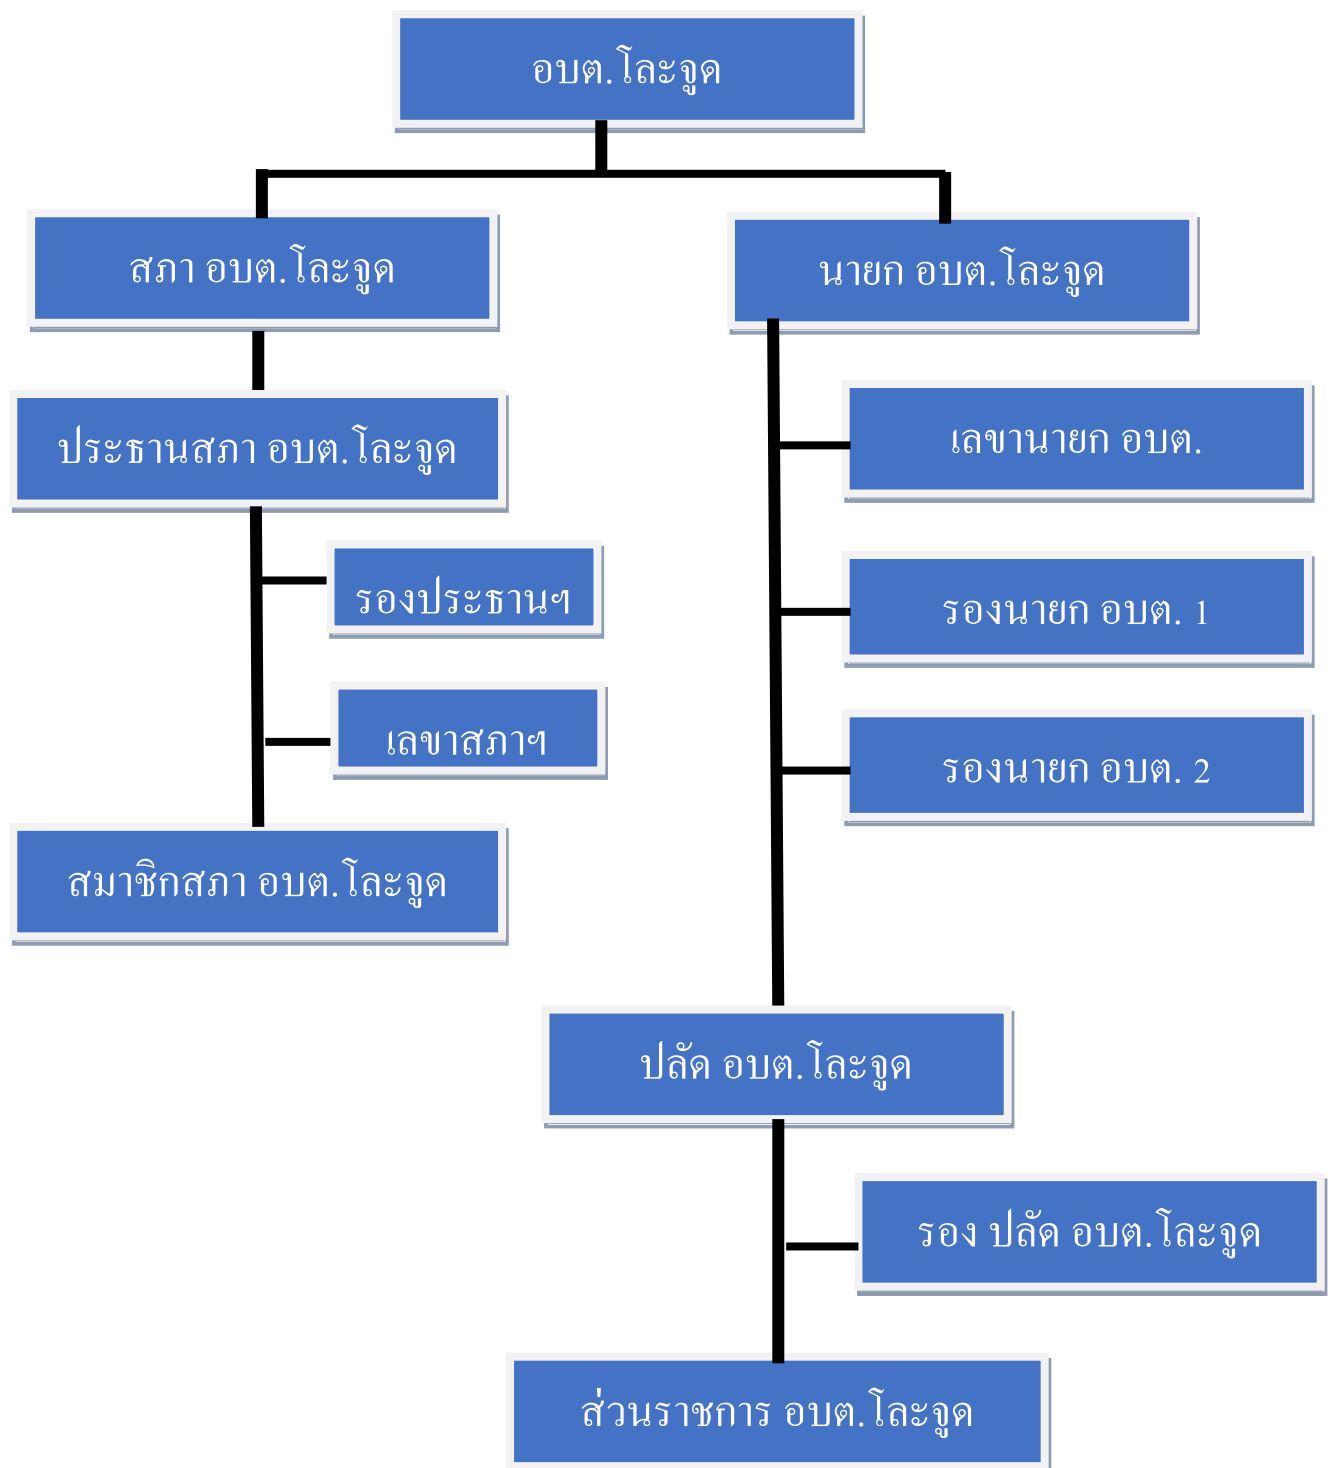 อบต.โละจูด
สภา อบต.โละจูด
นายก อบต.โละจูด
ประธานสภา อบต.โละจูด
เลขานายก อบต.
รองประธานฯ
รองนายก อบต. 1
เลขาสภาฯ
รองนายก อบต. 2
สมาชิกสภา อบต.โละจูด
ปลัด อบต.โละจูด
รอง ปลัด อบต.โละจูด
ส่วนราชการ อบต.โละจูด